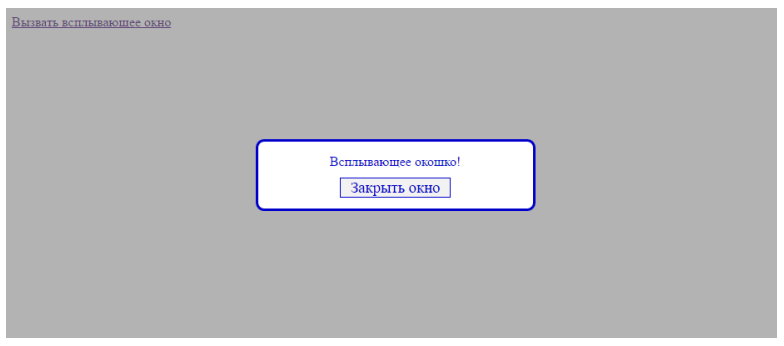 Вызвать всплывающее окно
Всплывающее окошко!
Закрыть окно